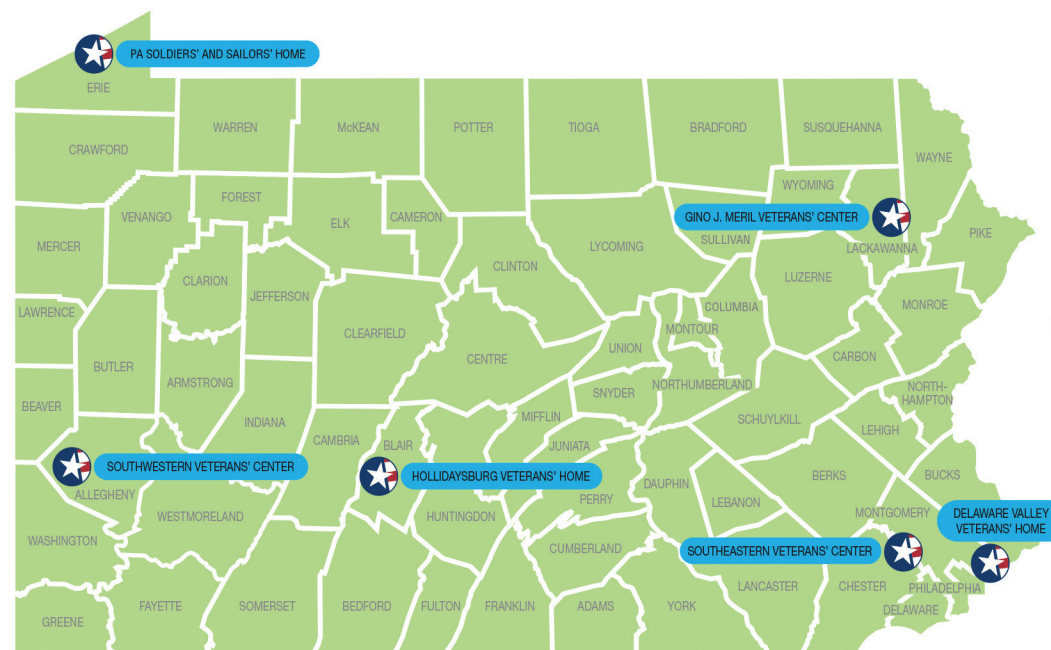 PA SOLDIERS' AND SAILORS' HOME
ERIE
WARREN
McKEAN
POTTER
TIOGA
BRADFORD
SUSQUEHANNA
CRAWFORD
WAYNE
WYOMING
FOREST
VENANGO
ELK
CAMERON
GINO J. MERIL VETERANS' CENTER
PIKE
MERCER
LYCOMING
SULLIVAN
LACKAWANNA
CLINTON
CLARION
LUZERNE
JEFFERSON
MONROE
COLUMBIA
LAWRENCE
CLEARFIELD
MONTOUR
UNION
CENTRE
CARBON
BUTLER
ARMSTRONG
NORTHUMBERLAND
NORTH-
HAMPTON
SNYDER
BEAVER
MIFFLIN
SCHUYLKILL
INDIANA
LEHIGH
CAMBRIA
BLAIR
JUNIATA
SOUTHWESTERN VETERANS' CENTER
HOLLIDAYSBURG VETERANS' HOME
BERKS
BUCKS
DAUPHIN
ALLEGHENY
PERRY
LEBANON
WESTMORELAND
HUNTINGDON
MONTGOMERY
DELAWARE VALLEY
VETERANS' HOME
WASHINGTON
CUMBERLAND
SOUTHEASTERN VETERANS' CENTER
LANCASTER
CHESTER
PHILADELPHIA
FAYETTE
SOMERSET
BEDFORD
FULTON
FRANKLIN
ADAMS
YORK
DELAWARE
GREENE